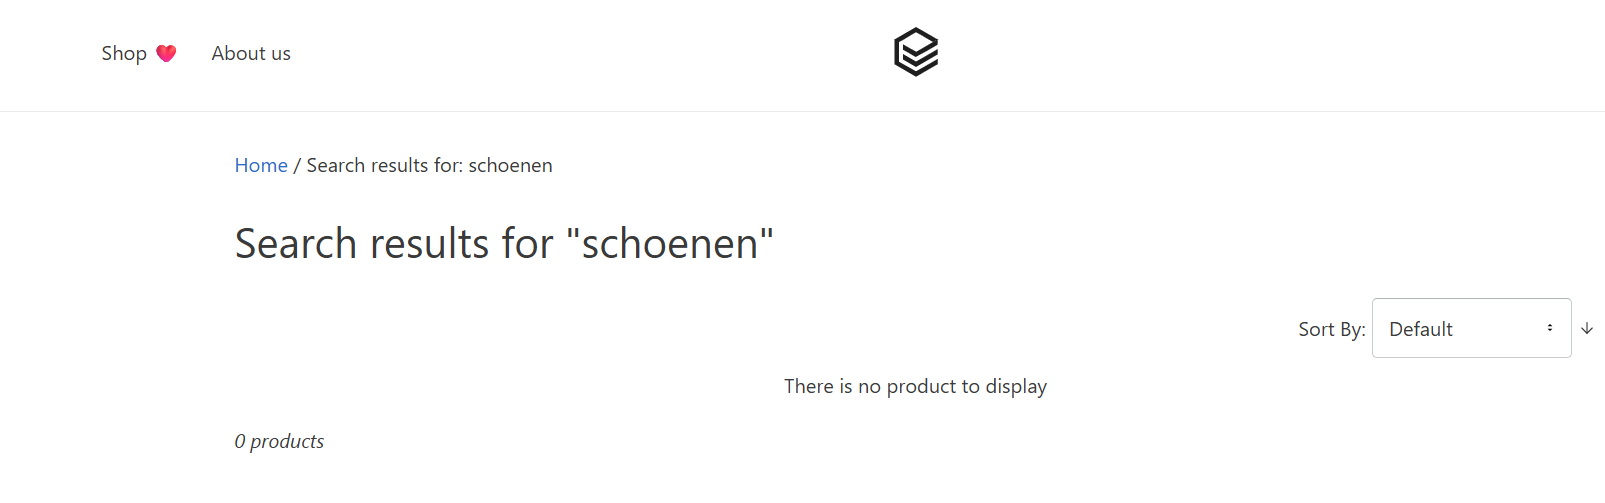 Shop ❤️ About us
Home / Search results for: schoenen
Search results for "schoenen"
Sort By: Default
There is no product to display
0 products